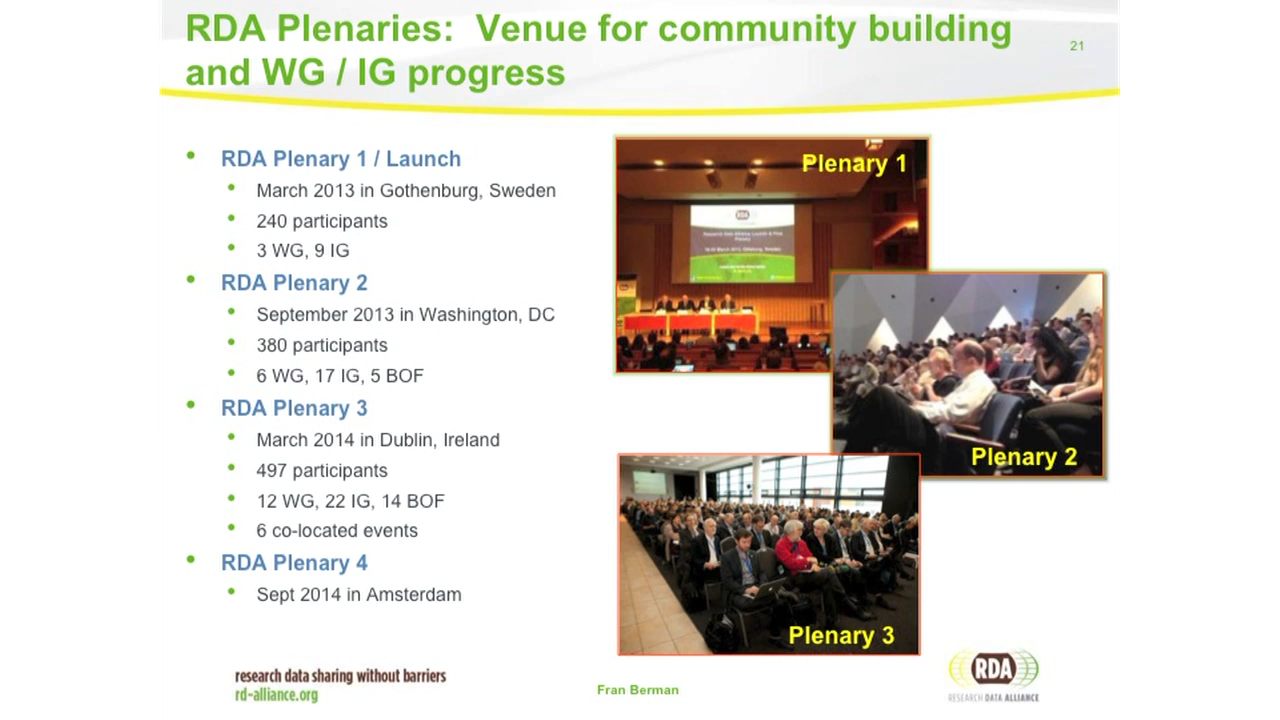 RDA Plenaries: Venue for community building
and WG / IG progress
21
• RDA Plenary 1 / Launch
• March 2013 in Gothenburg, Sweden
• 240 participants
• 3 WG, 9 IG
• RDA Plenary 2
• September 2013 in Washington, DC
• 380 participants
• 6 WG, 17 IG, 5 BOF
• RDA Plenary 3
• March 2014 in Dublin, Ireland
• 497 participants
• 12 WG, 22 IG, 14 BOF
• 6 co-located events
• RDA Plenary 4
• Sept 2014 in Amsterdam
Plenary 1
RDA
Plenary 2
Plenary 3
research data sharing without barriers
rd-alliance.org
Fran Berman
RDA
RESEARCH DATA ALLIANCE